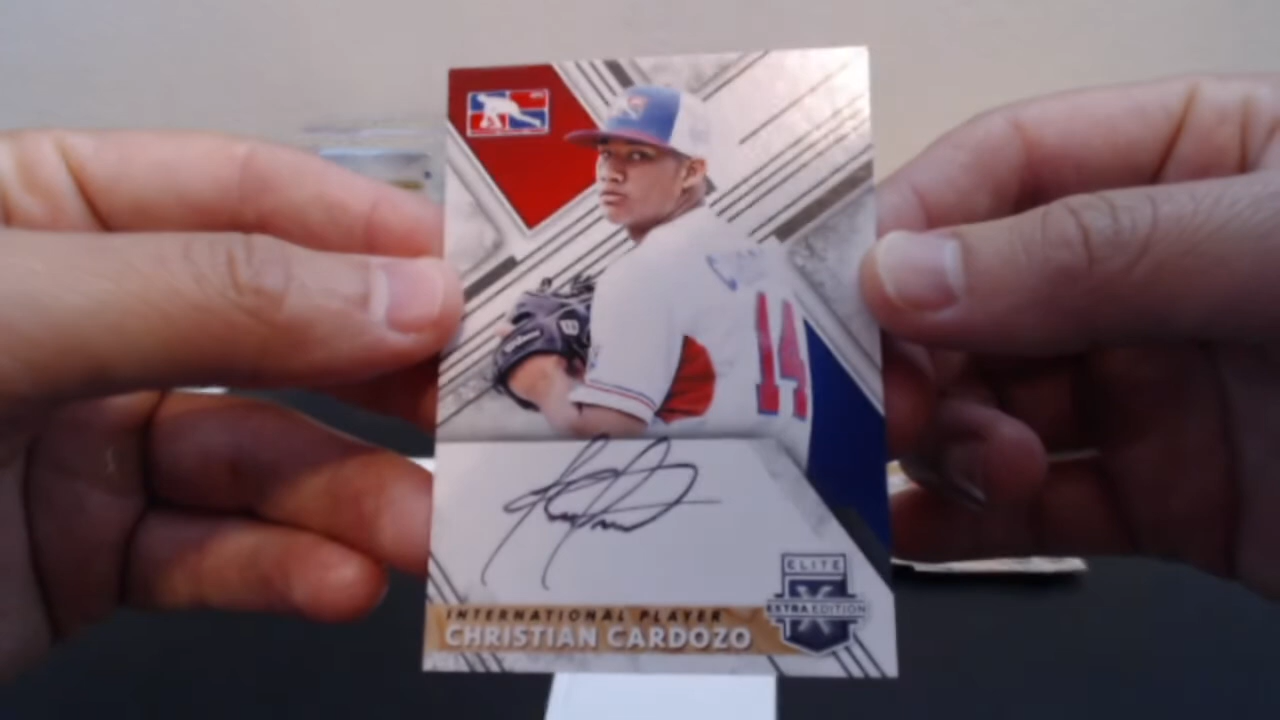 14
ELITE
EXTRA EDITION
INTERNATIONAL PLAYER
CHRISTIAN CARDOZO